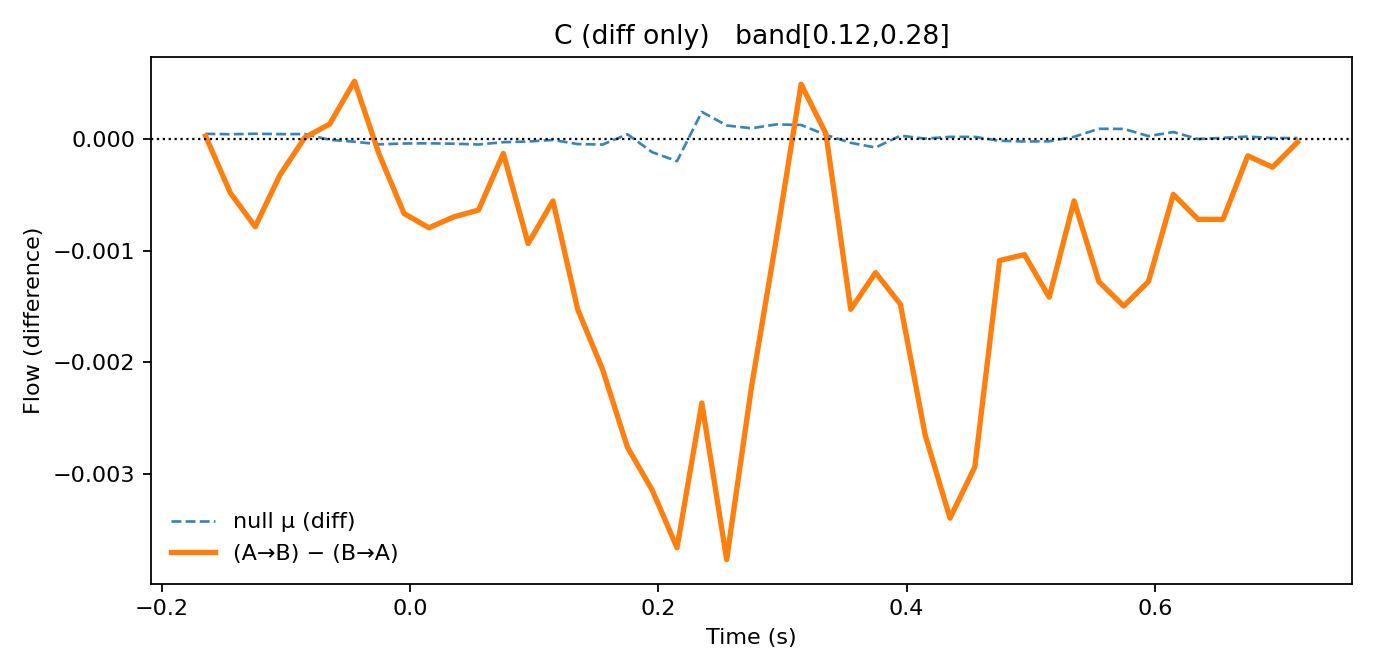 C (diff only)   band[0.12,0.28]
Flow (difference)
0.000
−0.001
−0.002
−0.003
null μ (diff)
(A→B) − (B→A)
−0.2 0.0 0.2 0.4 0.6
Time (s)